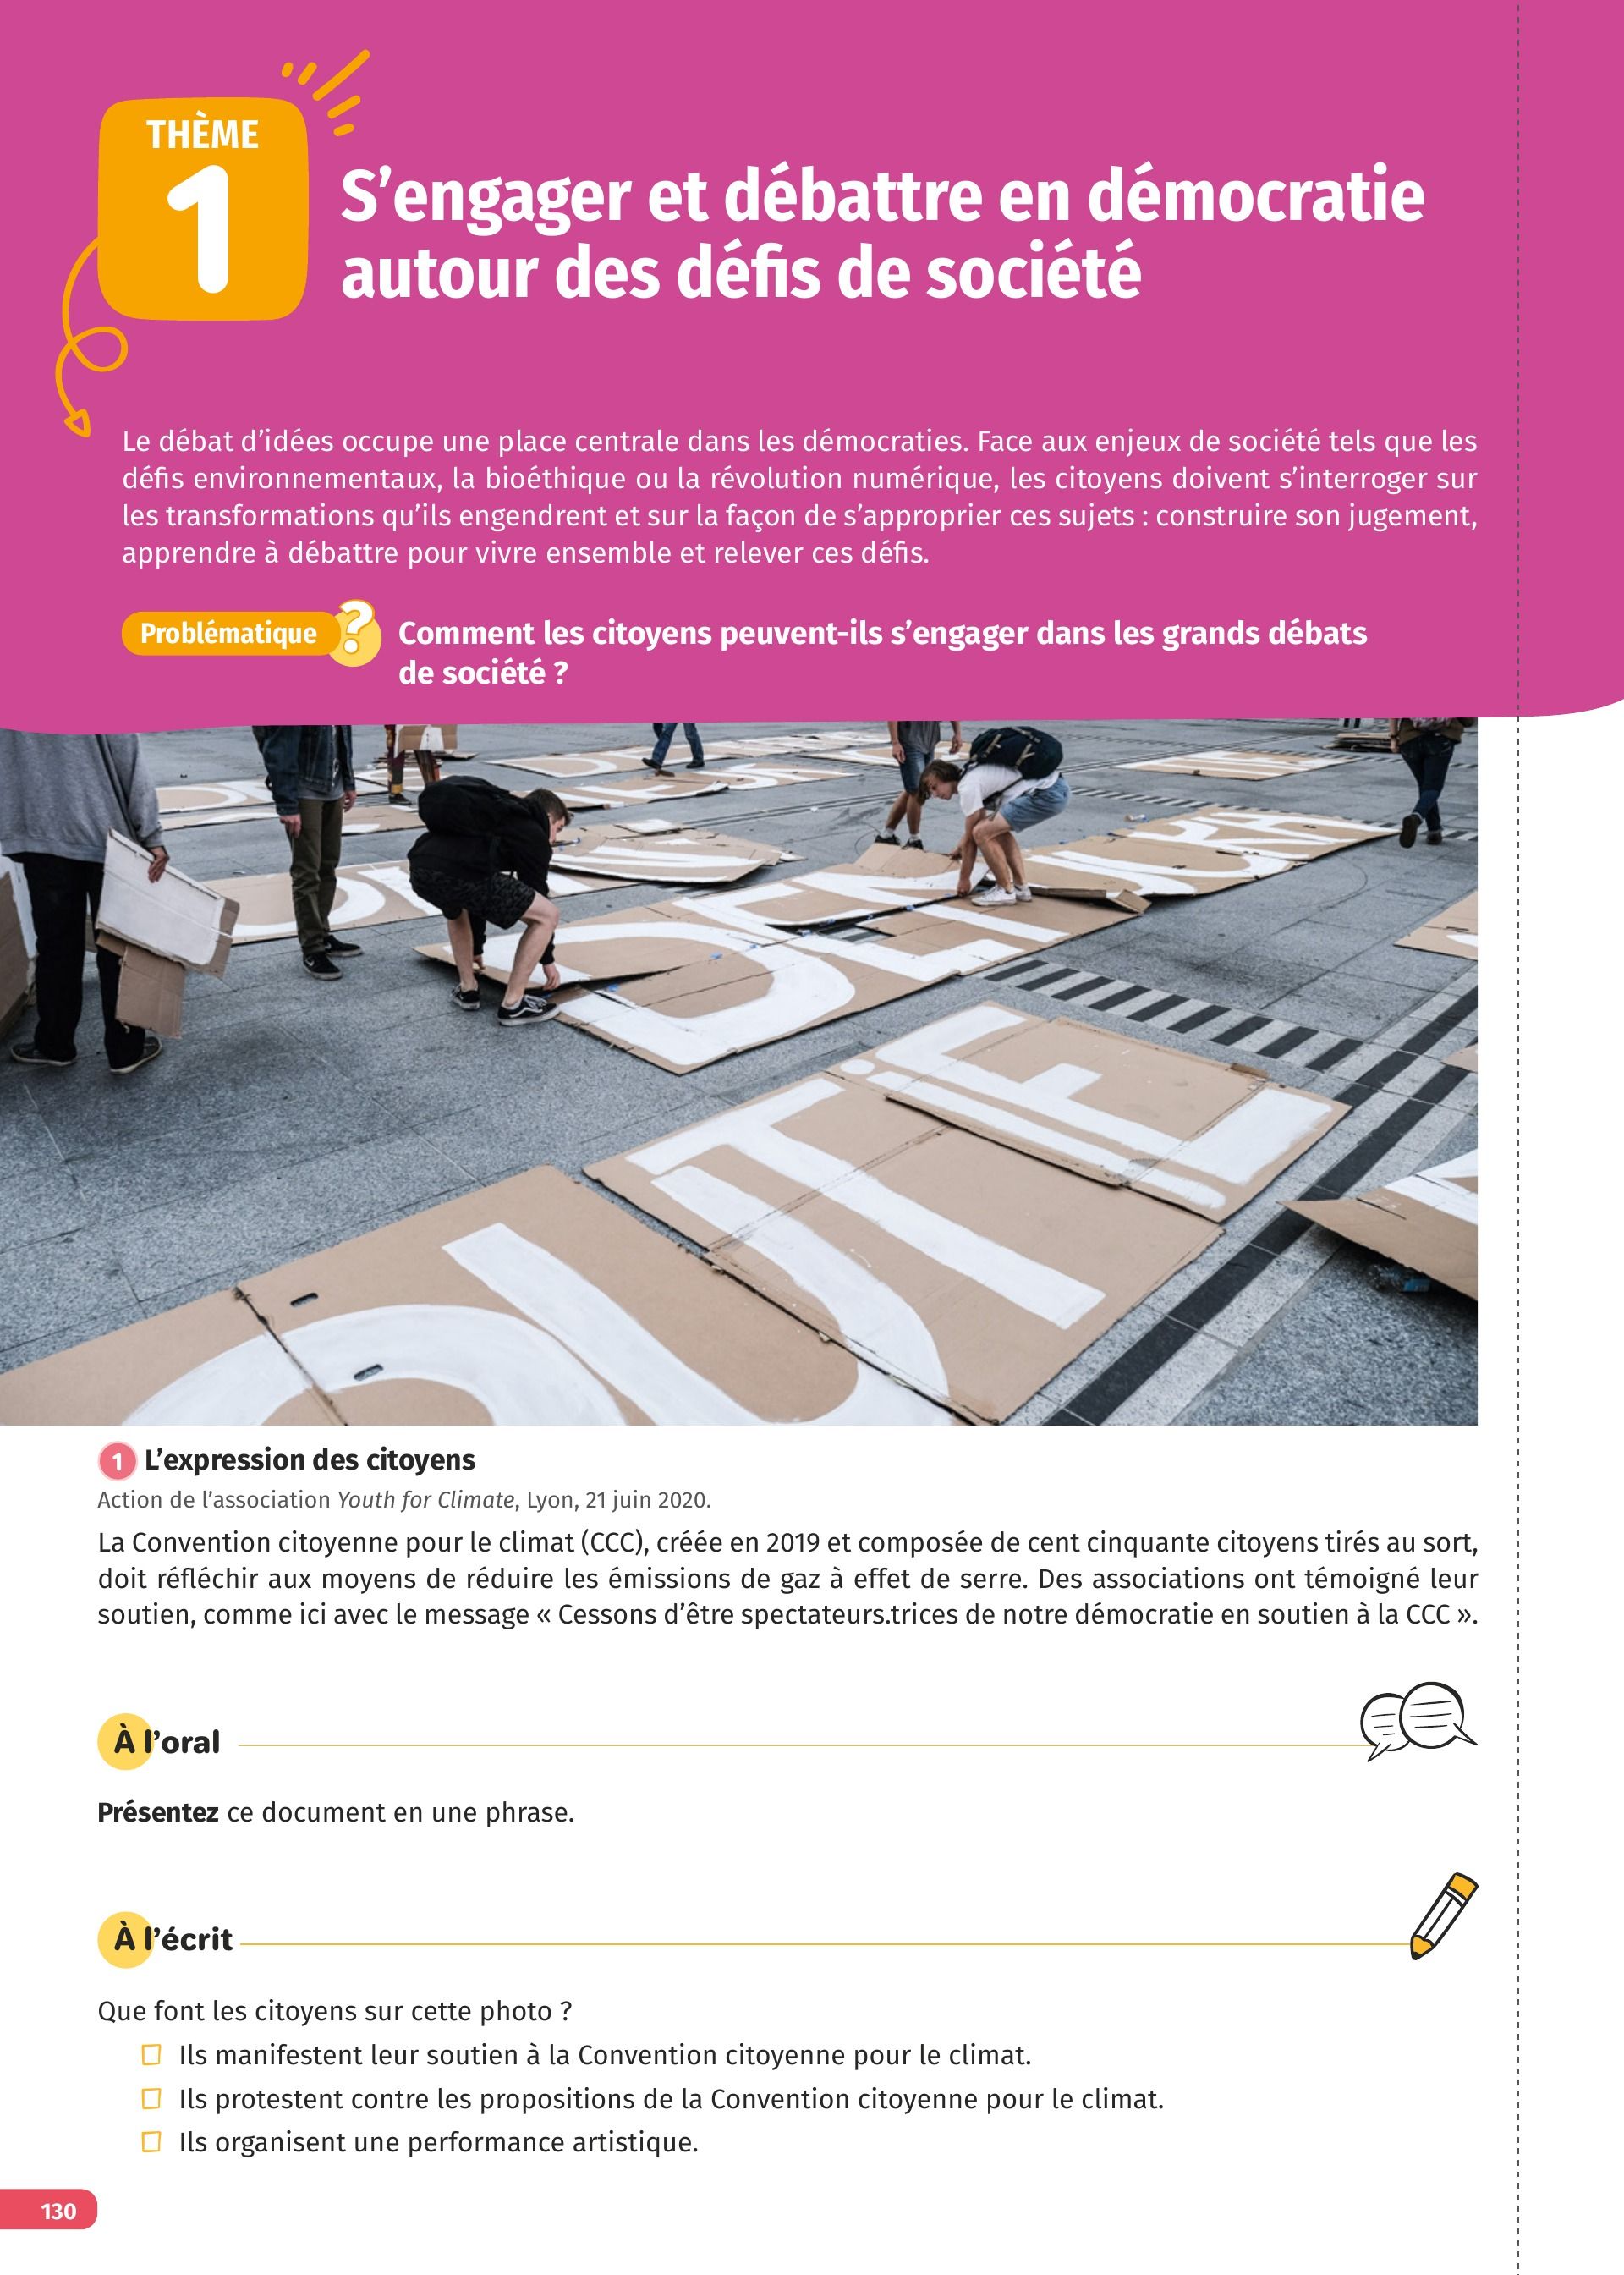 THÈME
1
S’engager et débattre en démocratie
autour des défis de société
Le débat d’idées occupe une place centrale dans les démocraties. Face aux enjeux de société tels que les
défis environnementaux, la bioéthique ou la révolution numérique, les citoyens doivent s’interroger sur
les transformations qu’ils engendrent et sur la façon de s’approprier ces sujets : construire son jugement,
apprendre à débattre pour vivre ensemble et relever ces défis.
Problématique ?
Comment les citoyens peuvent-ils s’engager dans les grands débats
de société ?
1 L’expression des citoyens
Action de l’association Youth for Climate, Lyon, 21 juin 2020.
La Convention citoyenne pour le climat (CCC), créée en 2019 et composée de cent cinquante citoyens tirés au sort,
doit réfléchir aux moyens de réduire les émissions de gaz à effet de serre. Des associations ont témoigné leur
soutien, comme ici avec le message « Cessons d’être spectateurs.trices de notre démocratie en soutien à la CCC ».
À l’oral
Présentez ce document en une phrase.
À l’écrit
Que font les citoyens sur cette photo ?
Ils manifestent leur soutien à la Convention citoyenne pour le climat.
Ils protestent contre les propositions de la Convention citoyenne pour le climat.
Ils organisent une performance artistique.
130